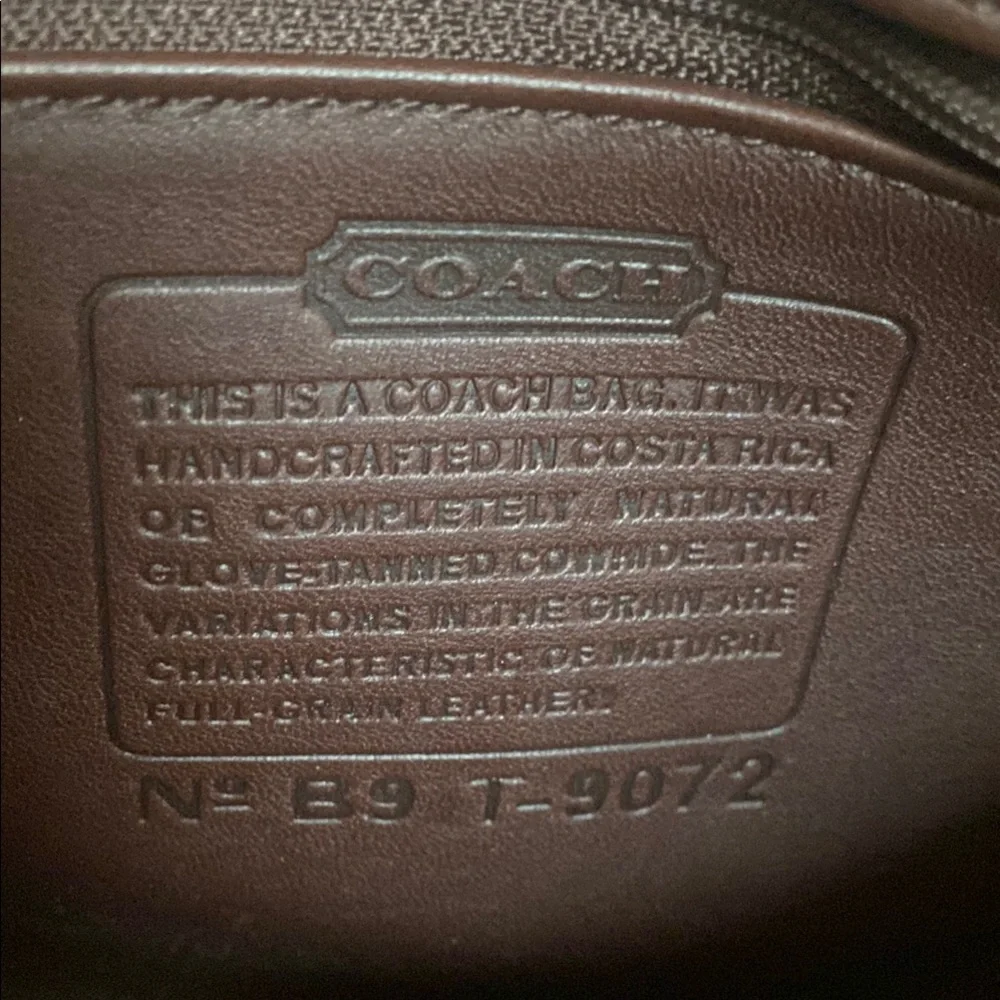 COACH
THIS IS A COACH BAG. IT WAS
HANDCRAFTED IN COSTA RICA
OF COMPLETELY NATURAL
GLOVE-TANNED COWHIDE. THE
VARIATIONS IN THE GRAIN ARE
CHARACTERISTIC OF NATURAL
FULL-GRAIN LEATHER.
Nº B9 T-9072